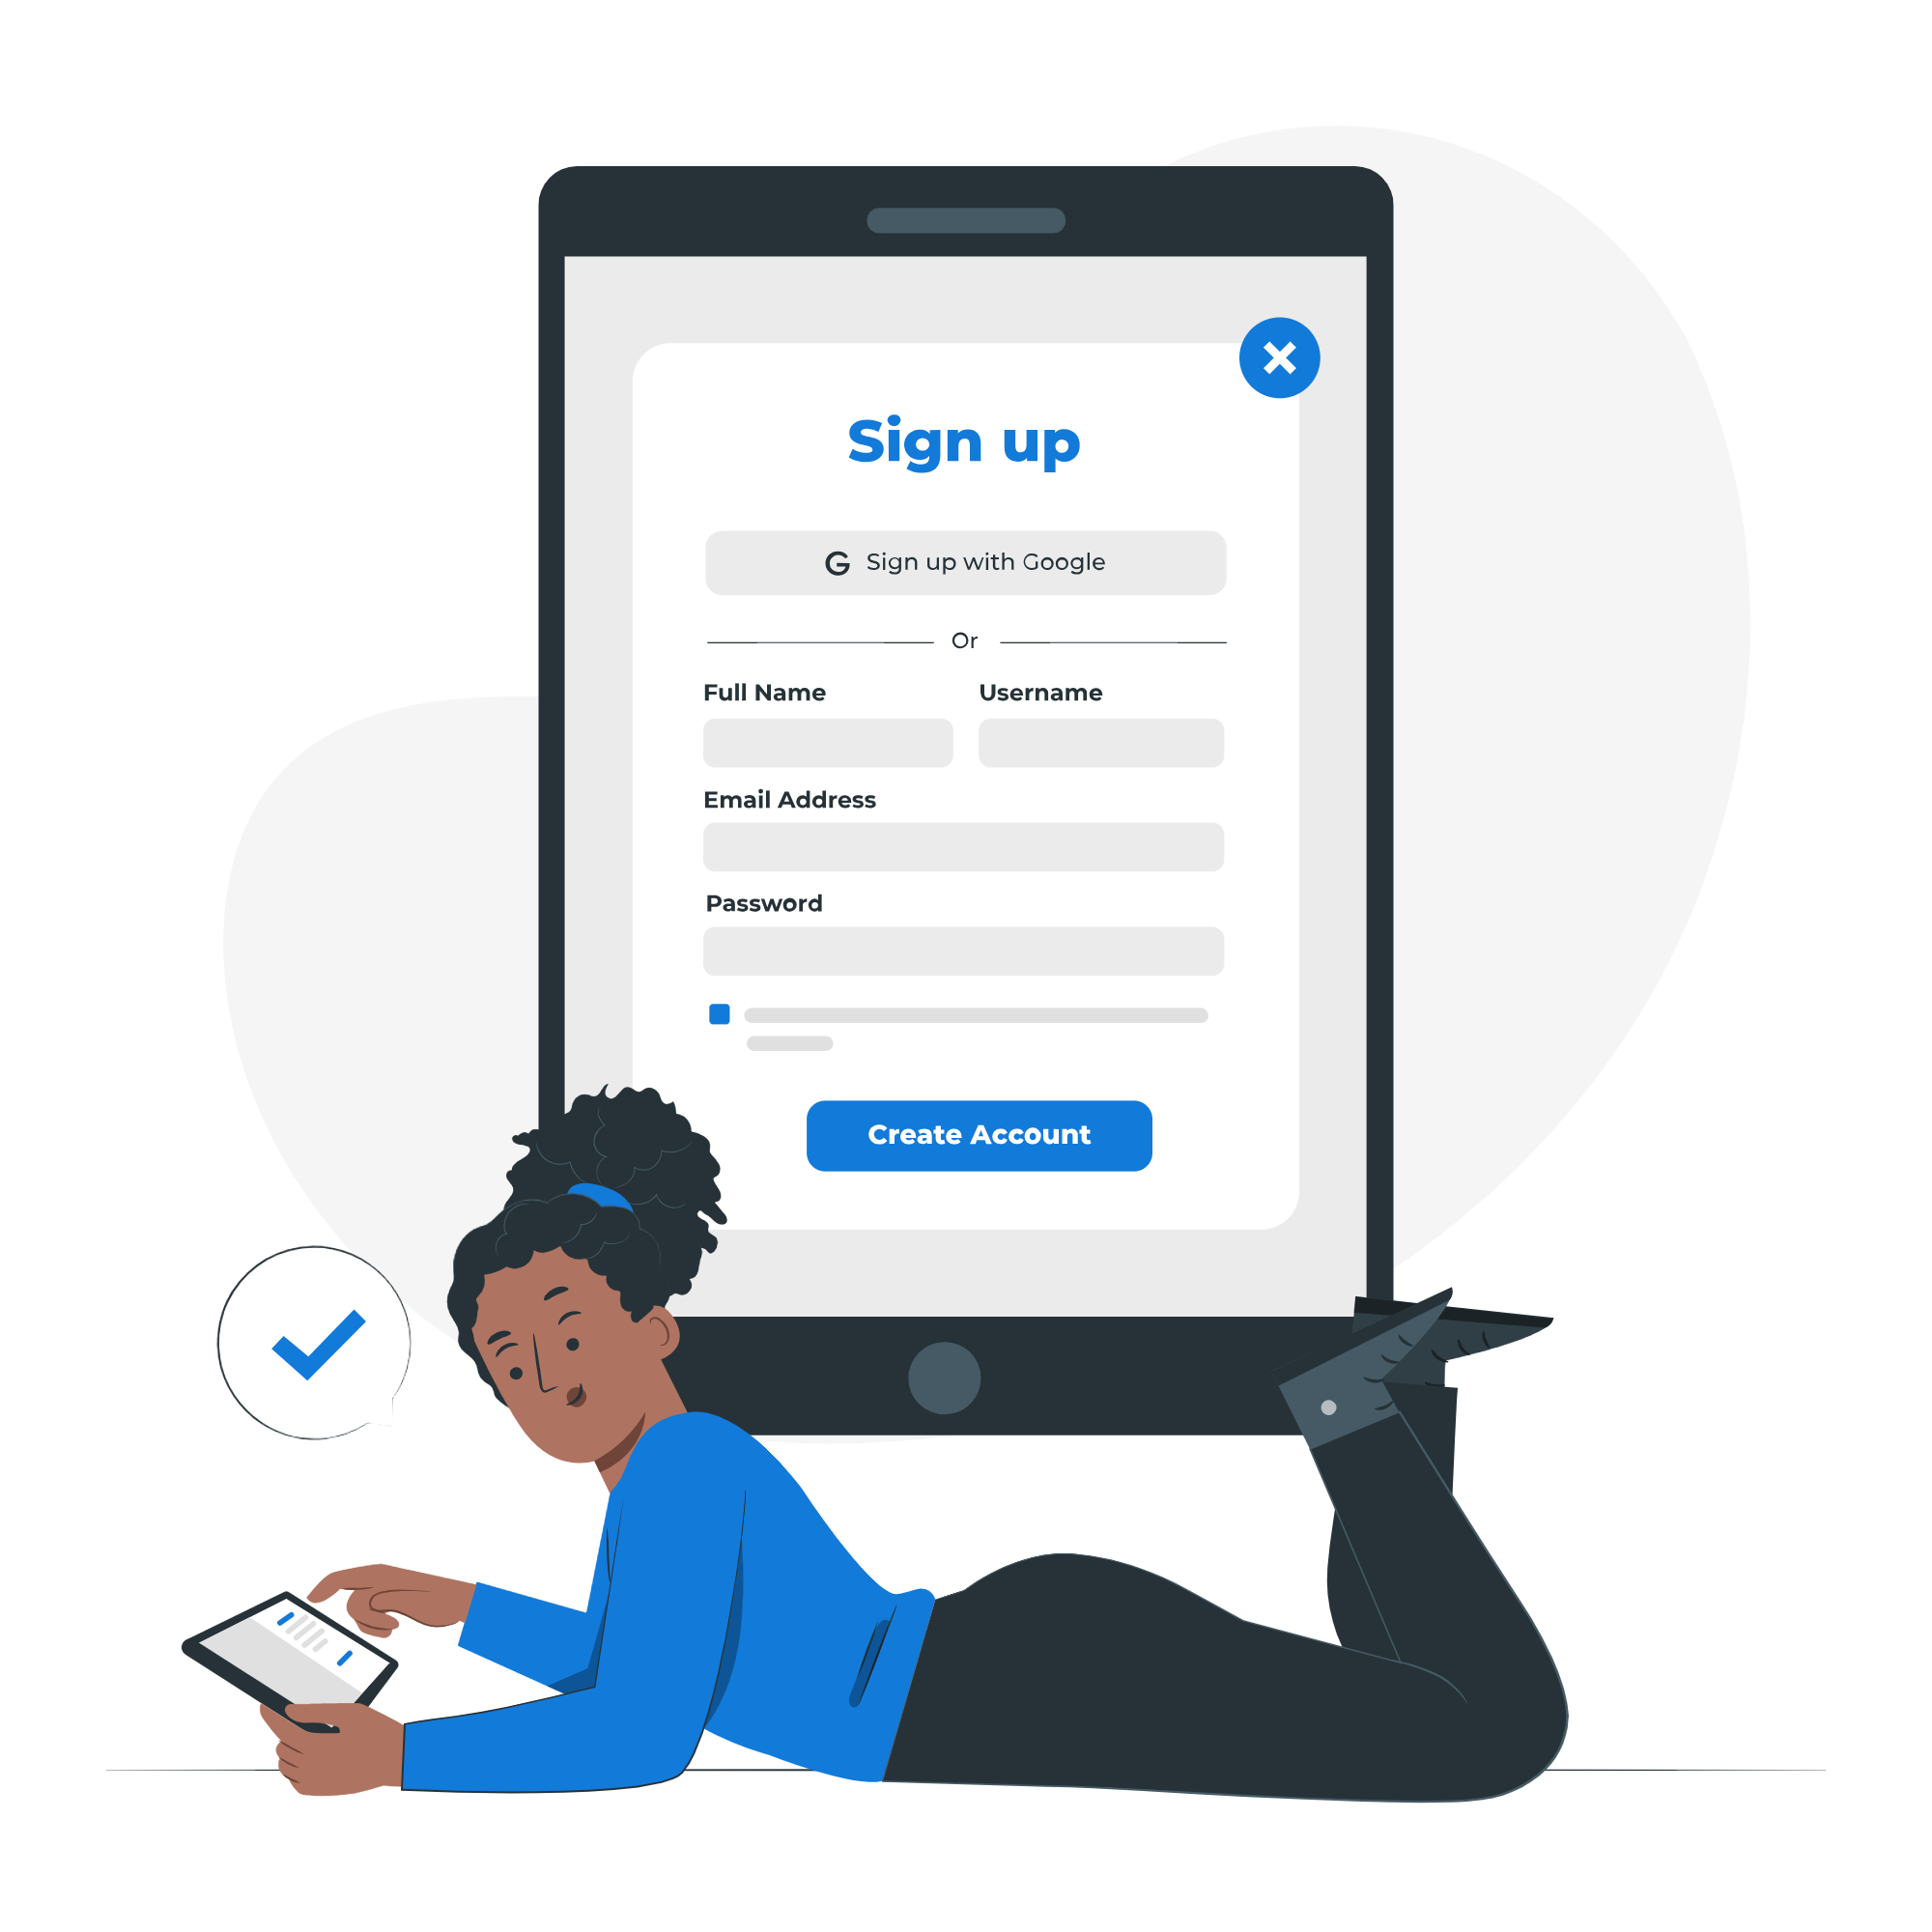 Sign up
G Sign up with Google
Or
Full Name Username
Email Address
Password
Create Account